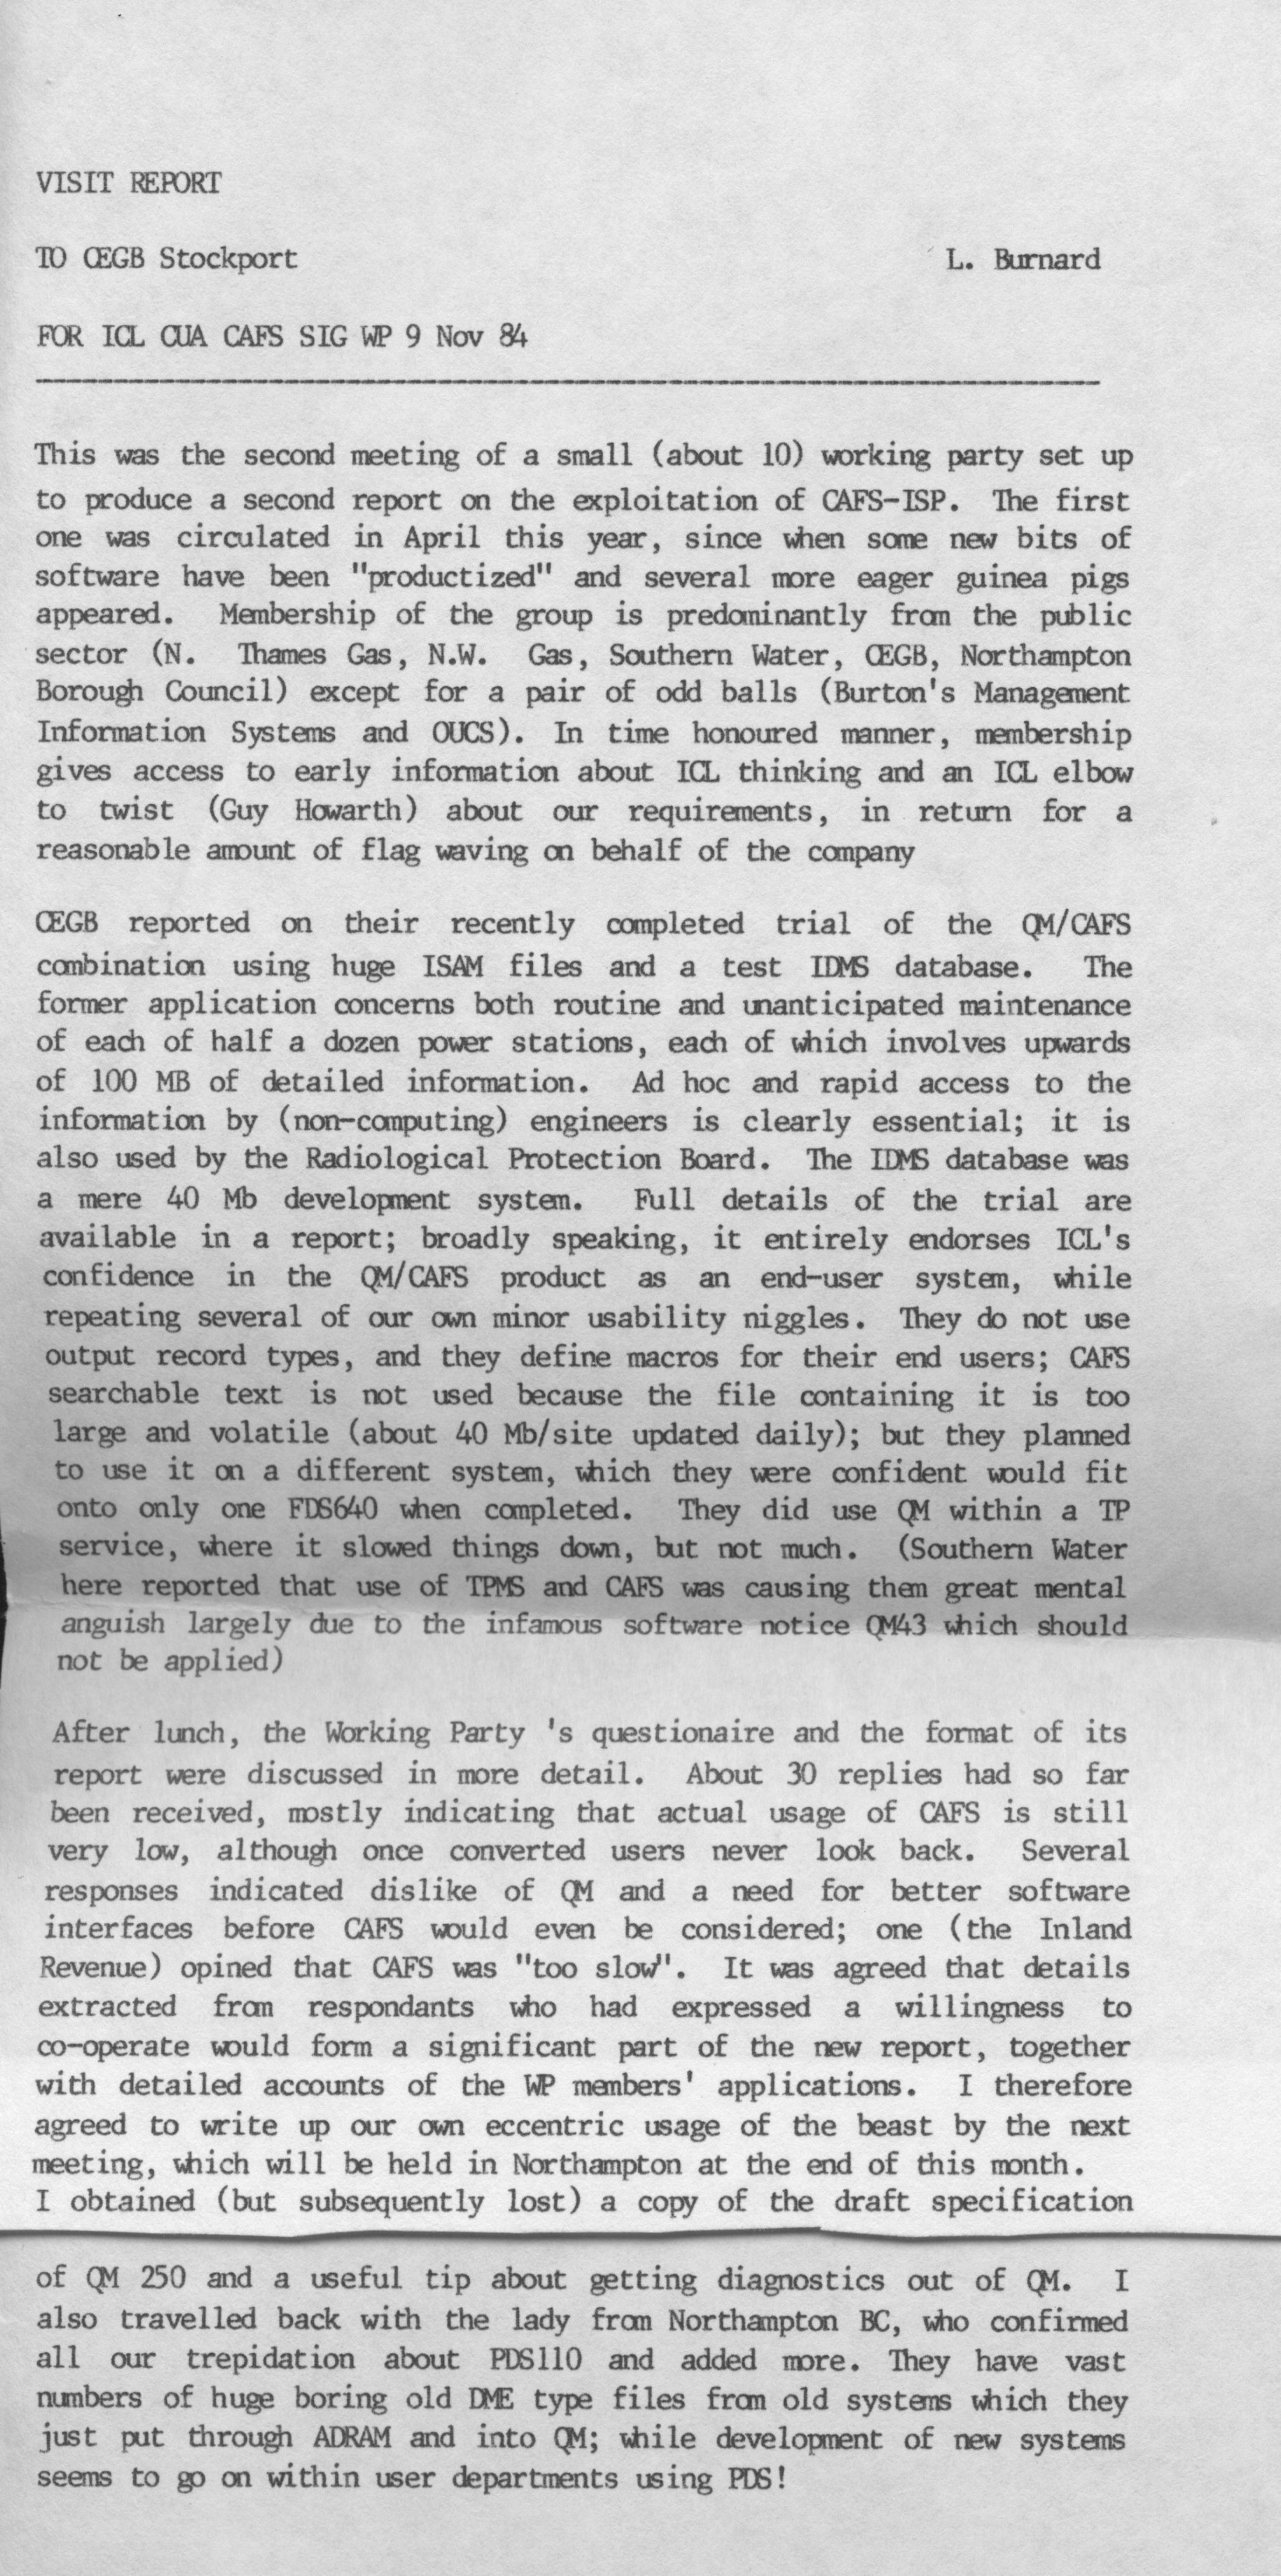 VISIT REPORT
TO CEGB Stockport L. Burnard
FOR ICL CUA CAFS SIG WP 9 Nov 84
This was the second meeting of a small (about 10) working party set up
to produce a second report on the exploitation of CAFS-ISP. The first
one was circulated in April this year, since when some new bits of
software have been "productized" and several more eager guinea pigs
appeared. Membership of the group is predominantly from the public
sector (N. Thames Gas, N.W. Gas, Southern Water, CEGB, Northampton
Borough Council) except for a pair of odd balls (Burton's Management
Information Systems and OUCS). In time honoured manner, membership
gives access to early information about ICL thinking and an ICL elbow
to twist (Guy Howarth) about our requirements, in return for a
reasonable amount of flag waving on behalf of the company
CEGB reported on their recently completed trial of the QM/CAFS
combination using huge ISAM files and a test IDMS database. The
former application concerns both routine and unanticipated maintenance
of each of half a dozen power stations, each of which involves upwards
of 100 MB of detailed information. Ad hoc and rapid access to the
information by (non-computing) engineers is clearly essential; it is
also used by the Radiological Protection Board. The IDMS database was
a mere 40 Mb development system. Full details of the trial are
available in a report; broadly speaking, it entirely endorses ICL's
confidence in the QM/CAFS product as an end-user system, while
repeating several of our own minor usability niggles. They do not use
output record types, and they define macros for their end users; CAFS
searchable text is not used because the file containing it is too
large and volatile (about 40 Mb/site updated daily); but they planned
to use it on a different system, which they were confident would fit
onto only one FDS640 when completed. They did use QM within a TP
service, where it slowed things down, but not much. (Southern Water
here reported that use of TPMS and CAFS was causing them great mental
anguish largely due to the infamous software notice QM43 which should
not be applied)
After lunch, the Working Party 's questionaire and the format of its
report were discussed in more detail. About 30 replies had so far
been received, mostly indicating that actual usage of CAFS is still
very low, although once converted users never look back. Several
responses indicated dislike of QM and a need for better software
interfaces before CAFS would even be considered; one (the Inland
Revenue) opined that CAFS was "too slow". It was agreed that details
extracted from respondants who had expressed a willingness to
co-operate would form a significant part of the new report, together
with detailed accounts of the WP members' applications. I therefore
agreed to write up our own eccentric usage of the beast by the next
meeting, which will be held in Northampton at the end of this month.
I obtained (but subsequently lost) a copy of the draft specification
of QM 250 and a useful tip about getting diagnostics out of QM. I
also travelled back with the lady from Northampton BC, who confirmed
all our trepidation about PDS110 and added more. They have vast
numbers of huge boring old DME type files from old systems which they
just put through ADRAM and into QM; while development of new systems
seems to go on within user departments using PDS!